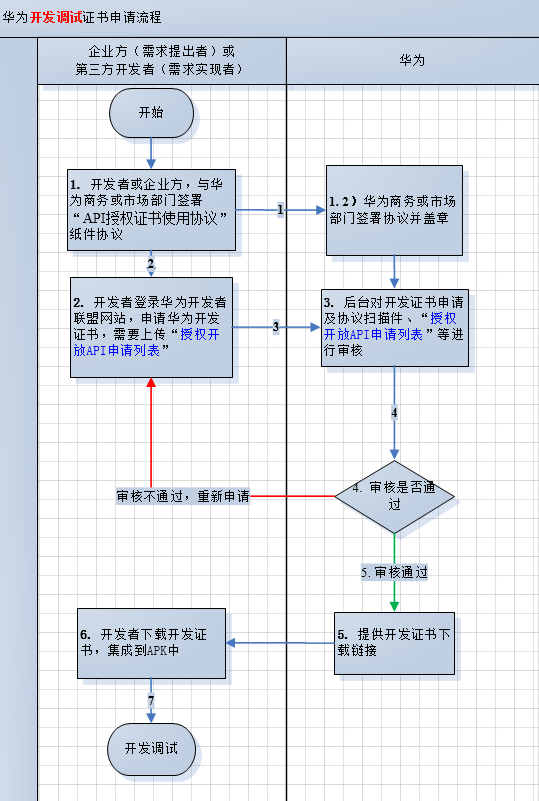 华为开发调试证书申请流程
企业方（需求提出者）或
第三方开发者（需求实现者）
华为
开始
1. 开发者或企业方，与华
为商务或市场部门签署
“API授权证书使用协议”
纸件协议
1
1.2）华为商务或市场
部门签署协议并盖章
2
2. 开发者登录华为开发者
联盟网站，申请华为开发
证书，需要上传“授权开
放API申请列表”
3
3. 后台对开发证书申请
及协议扫描件、“授权
开放API申请列表”等进
行审核
4
4. 审核是否通
过
审核不通过，重新申请
5.审核通过
5. 提供开发证书下
载链接
6. 开发者下载开发证
书，集成到APK中
7
开发调试